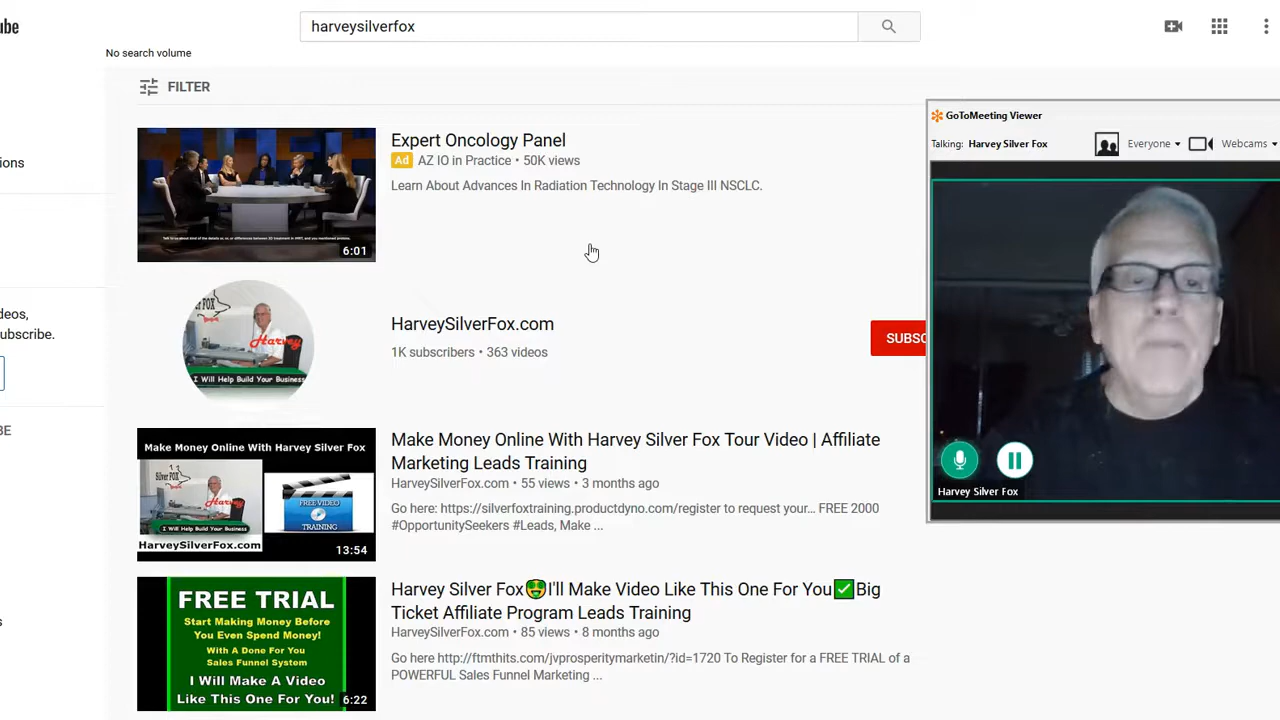 ube
harveysilverfox
No search volume
FILTER
ions
deos,
ubscribe.
BE
s
Expert Oncology Panel
Ad AZ IO in Practice • 50K views
Learn About Advances In Radiation Technology In Stage III NSCLC.
6:01
HarveySilverFox.com
1K subscribers • 363 videos
SUBSC
er FOX
Harvey
I Will Help Build Your Business
Make Money Online With Harvey Silver Fox
Silver FOX
Harvey
FREE VIDEO
TRAINING
HarveySilverFox.com
13:54
Make Money Online With Harvey Silver Fox Tour Video | Affiliate
Marketing Leads Training
HarveySilverFox.com • 55 views • 3 months ago
Go here: https://silverfoxtraining.productdyno.com/register to request your... FREE 2000
#OpportunitySeekers #Leads, Make ...
FREE TRIAL
Start Making Money Before
You Even Spend Money!
With A Done For You
Sales Funnel System
I Will Make A Video
Like This One For You!
6:22
Harvey Silver Fox🤑I'll Make Video Like This One For You✅Big
Ticket Affiliate Program Leads Training
HarveySilverFox.com • 85 views • 8 months ago
Go here http://ftmthits.com/jvprosperitymarketin/?id=1720 To Register for a FREE TRIAL of a
POWERFUL Sales Funnel Marketing ...
GoToMeeting Viewer
Talking: Harvey Silver Fox
Everyone
Webcams
Harvey Silver Fox